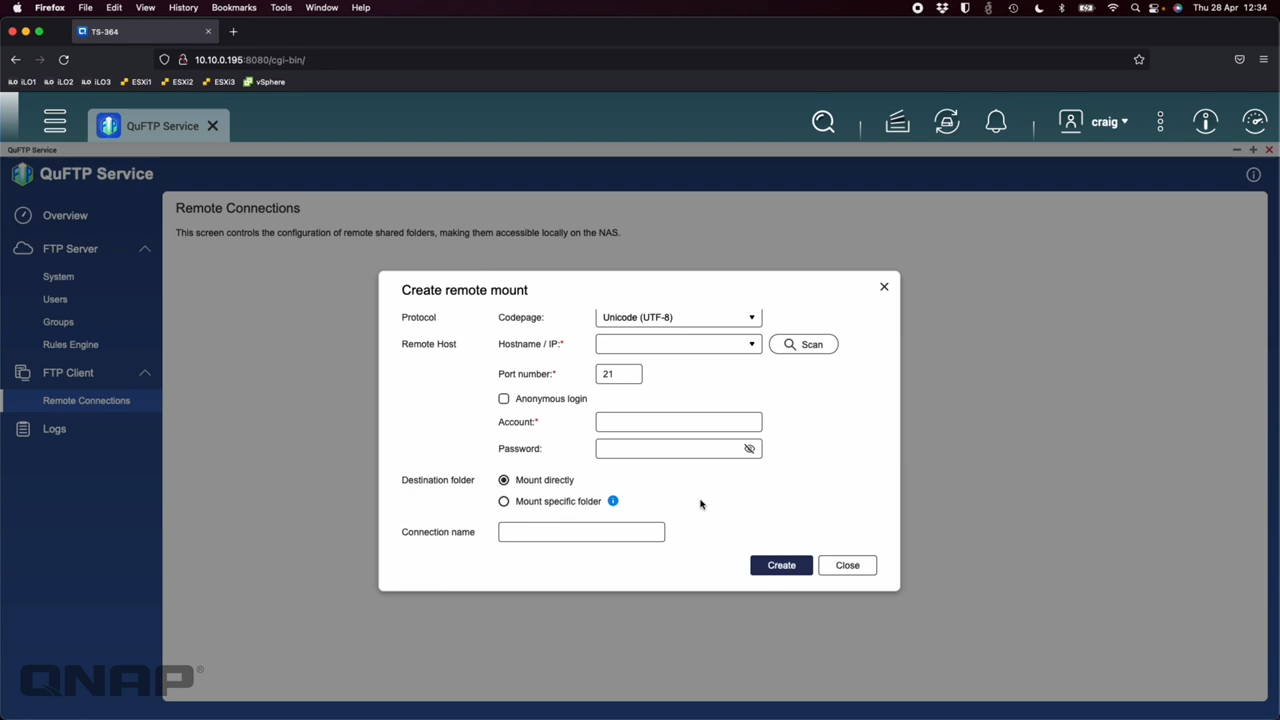 Firefox File Edit View History Bookmarks Tools Window Help Thu 28 Apr 12:34
TS-364
10.10.0.195:8080/cgi-bin/
iLO iLO1 iLO iLO2 iLO iLO3 ESXi1 ESXi2 ESXi3 vSphere
QuFTP Service craig
QuFTP Service
QuFTP Service
Overview
FTP Server
System
Users
Groups
Rules Engine
FTP Client
Remote Connections
Logs
Remote Connections
This screen controls the configuration of remote shared folders, making them accessible locally on the NAS.
Create remote mount
Protocol Codepage: Unicode (UTF-8)
Remote Host Hostname / IP:* Scan
Port number:* 21
Anonymous login
Account:*
Password:
Destination folder Mount directly
Mount specific folder
Connection name
Create Close
QNAP®